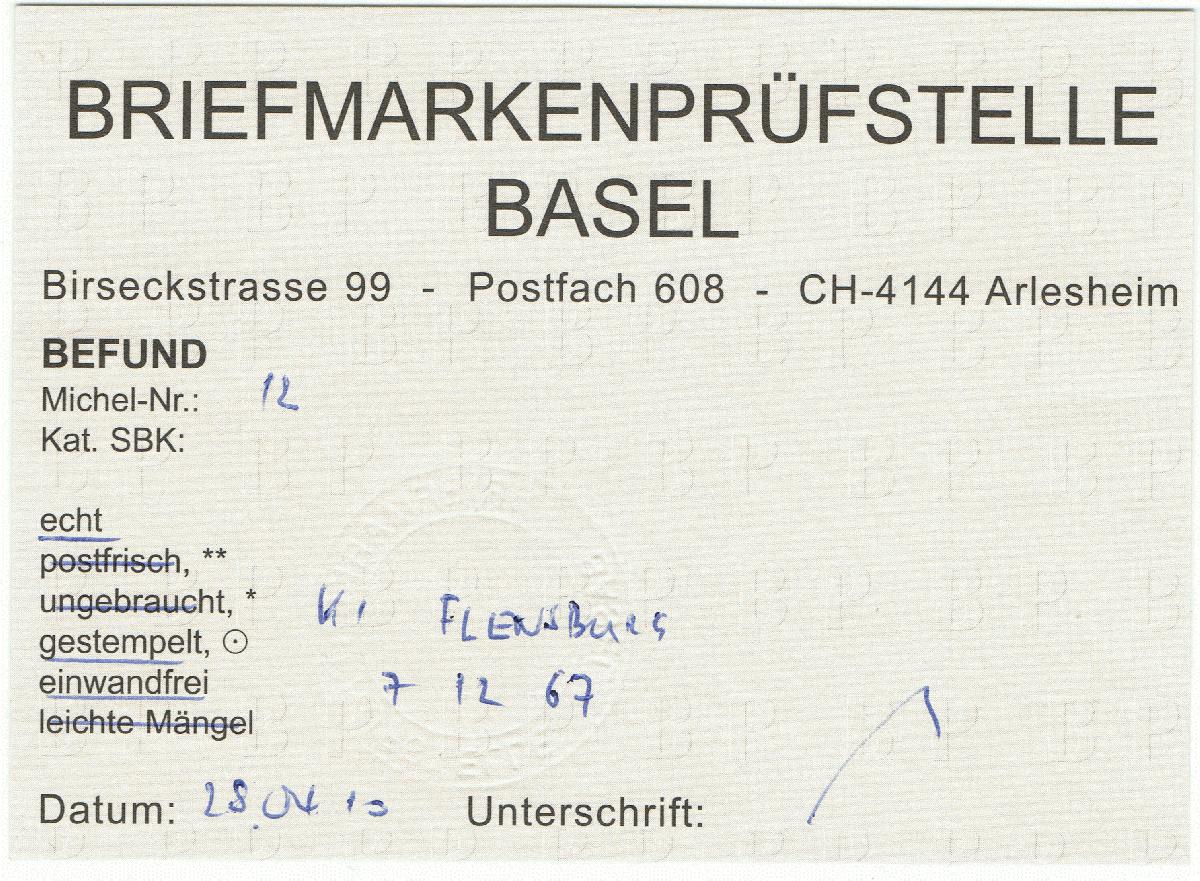 BRIEFMARKENPRÜFSTELLE
BASEL
Birseckstrasse 99 - Postfach 608 - CH-4144 Arlesheim
BEFUND
Michel-Nr.: 12
Kat. SBK:
echt
postfrisch, **
ungebraucht, *
K1 FLENSBURG
gestempelt, ⊙
einwandfrei
7 12 67
leichte Mängel
Datum: 28.04 10 Unterschrift: